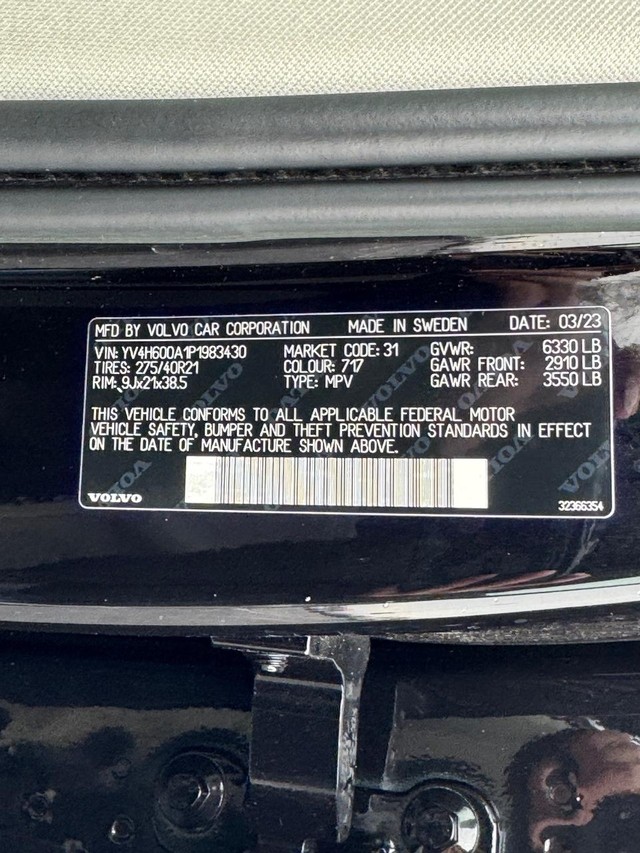 MFD BY VOLVO CAR CORPORATION MADE IN SWEDEN DATE: 03/23
VIN: YV4H600A1P1983430 MARKET CODE: 31 GVWR: 6330 LB
TIRES: 275/40R21 COLOUR: 717 GAWR FRONT: 2910 LB
RIM: 9Jx21x38.5 TYPE: MPV GAWR REAR: 3550 LB
THIS VEHICLE CONFORMS TO ALL APPLICABLE FEDERAL MOTOR
VEHICLE SAFETY, BUMPER AND THEFT PREVENTION STANDARDS IN EFFECT
ON THE DATE OF MANUFACTURE SHOWN ABOVE.
VOLVO 32366354